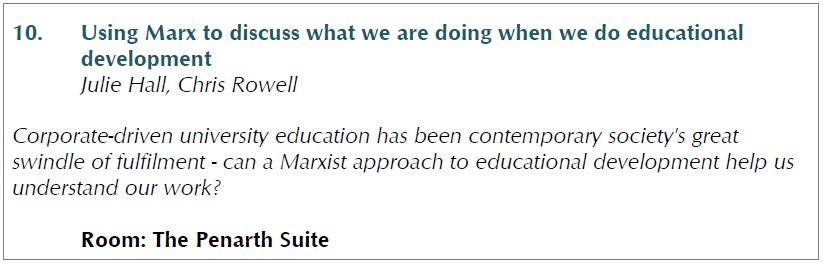 10. Using Marx to discuss what we are doing when we do educational
development
Julie Hall, Chris Rowell
Corporate-driven university education has been contemporary society's great
swindle of fulfilment - can a Marxist approach to educational development help us
understand our work?
Room: The Penarth Suite